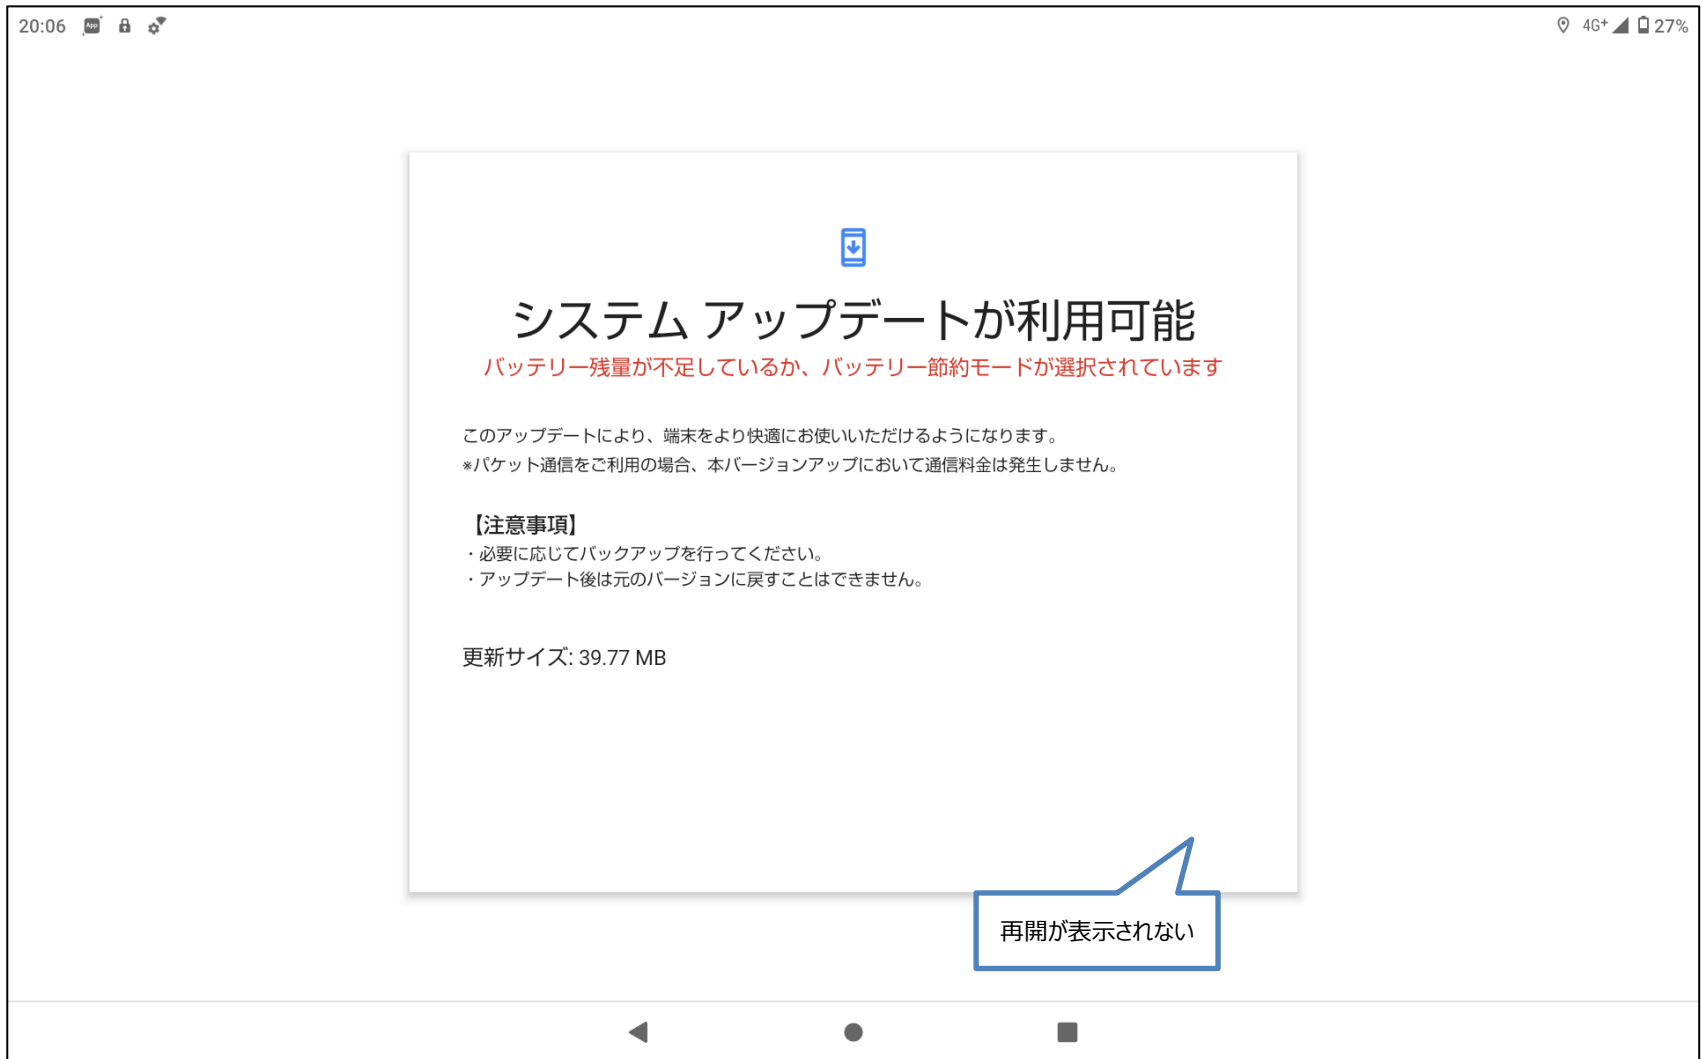 20:06
App
4G+
27%
システム アップデートが利用可能
バッテリー残量が不足しているか、バッテリー節約モードが選択されています
このアップデートにより、端末をより快適にお使いいただけるようになります。
※パケット通信をご利用の場合、本バージョンアップにおいて通信料金は発生しません。
【注意事項】
・必要に応じてバックアップを行ってください。
・アップデート後は元のバージョンに戻すことはできません。
更新サイズ: 39.77 MB
再開が表示されない